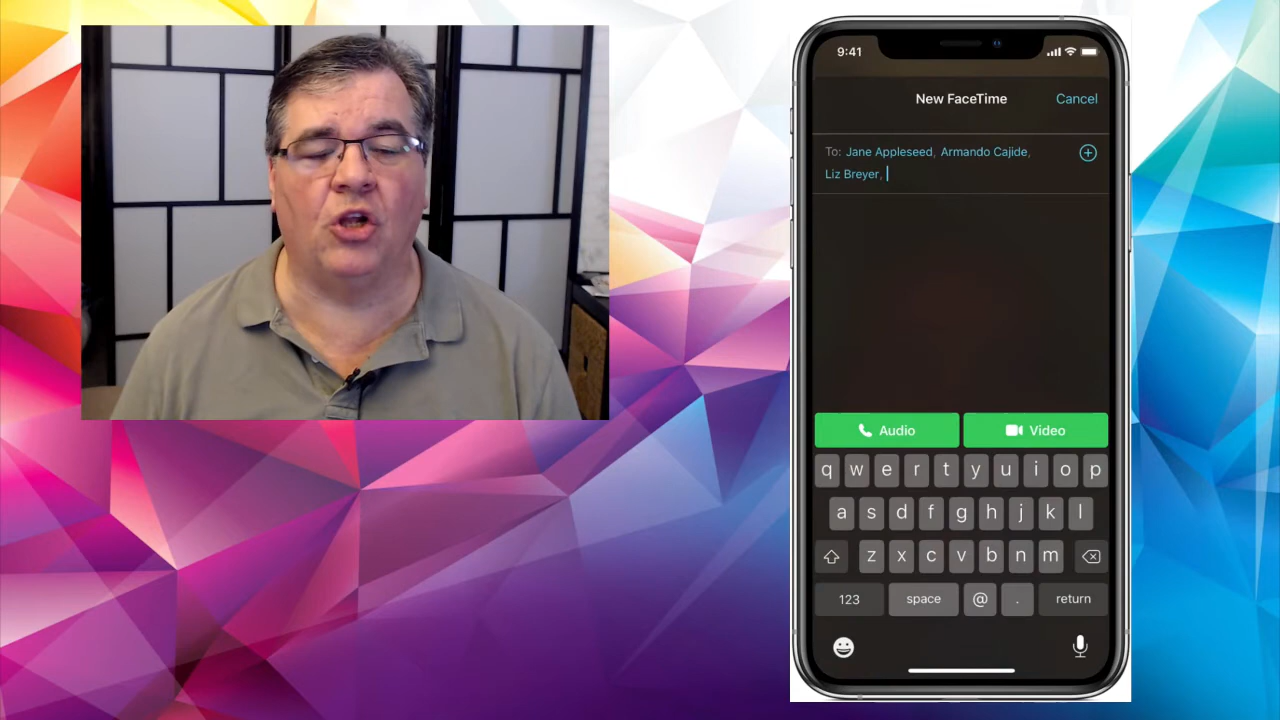 9:41
New FaceTime Cancel
To: Jane Appleseed, Armando Cajide,
Liz Breyer,
Audio Video
q w e r t y u i o p
a s d f g h j k l
z x c v b n m
123 space @ . return